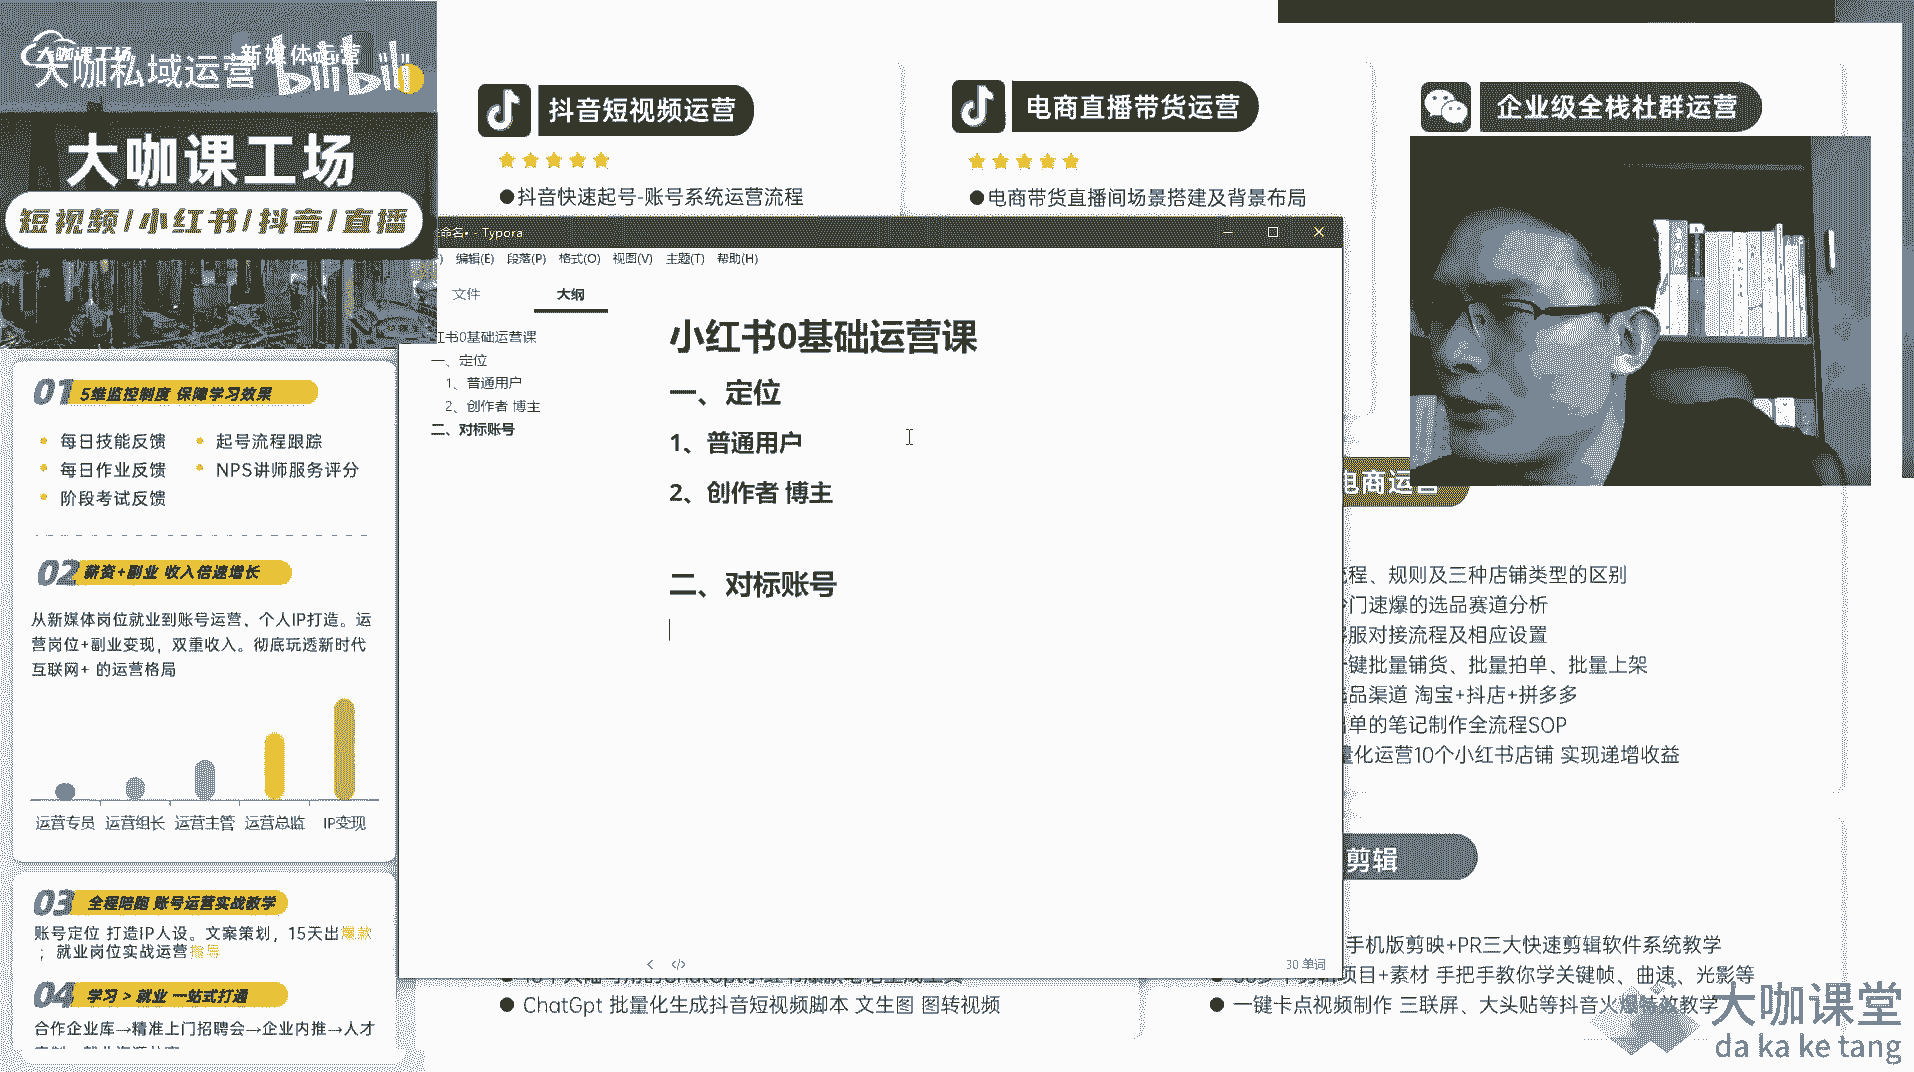 大咖课工场
大咖私域运营
新媒体运营
bilibili
大咖课工场
短视频/小红书/抖音/直播
01 5维监控制度 保障学习效果
每日技能反馈
起号流程跟踪
每日作业反馈
NPS讲师服务评分
阶段考试反馈
02 薪资+副业 收入倍速增长
从新媒体岗位就业到账号运营、个人IP打造。运
营岗位+副业变现，双重收入。彻底玩透新时代
互联网+ 的运营格局
运营专员 运营组长 运营主管 运营总监 IP变现
03 全程陪跑 账号运营实战教学
账号定位 打造IP人设。文案策划，15天出爆款
；就业岗位实战运营指导
04 学习 > 就业 一站式打通
合作企业库→精准上门招聘会→企业内推→人才
抖音短视频运营
●抖音快速起号-账号系统运营流程
电商直播带货运营
●电商带货直播间场景搭建及背景布局
企业级全栈社群运营
命名• - Typora
编辑(E) 段落(P) 格式(O) 视图(V) 主题(T) 帮助(H)
文件 大纲
红书0基础运营课
一、定位
1、普通用户
2、创作者 博主
二、对标账号
小红书0基础运营课
一、定位
1、普通用户
2、创作者 博主
二、对标账号
30 单词
电商运营
流程、规则及三种店铺类型的区别
冷门速爆的选品赛道分析
客服对接流程及相应设置
一键批量铺货、批量拍单、批量上架
选品渠道 淘宝+抖店+拼多多
出单的笔记制作全流程SOP
量化运营10个小红书店铺 实现递增收益
剪辑
手机版剪映+PR三大快速剪辑软件系统教学
项目+素材 手把手教你学关键帧、曲速、光影等
● 一键卡点视频制作 三联屏、大头贴等抖音火爆特效教学
● ChatGpt 批量化生成抖音短视频脚本 文生图 图转视频
大咖课堂
da ka ke tang